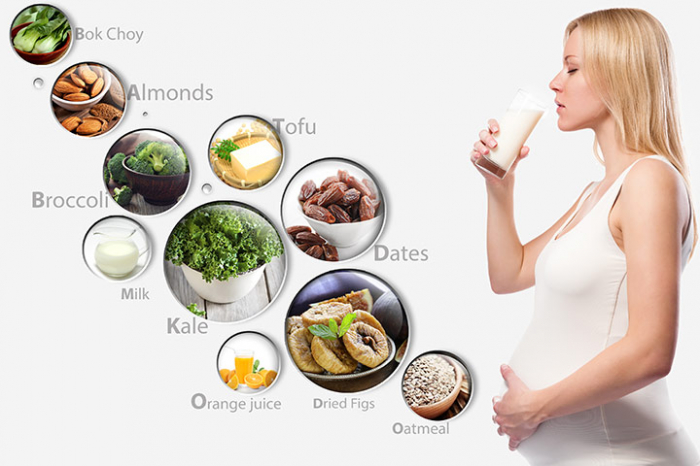 Bok Choy
Almonds
Tofu
Broccoli
Dates
Milk
Kale
Orange juice
Dried Figs
Oatmeal